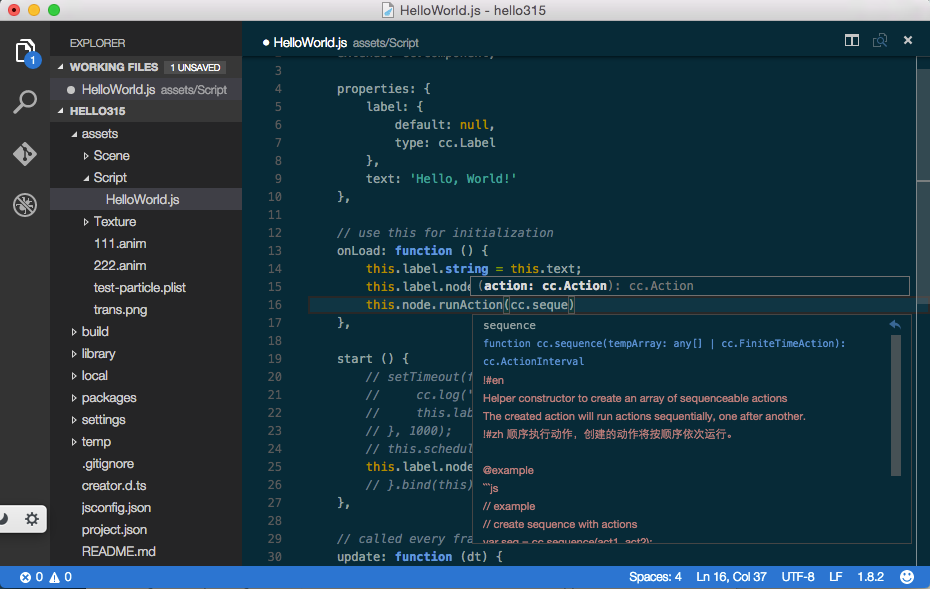 HelloWorld.js - hello315
EXPLORER
WORKING FILES 1 UNSAVED
HelloWorld.js assets/Script
HELLO315
assets
Scene
Script
HelloWorld.js
Texture
111.anim
222.anim
test-particle.plist
trans.png
build
library
local
packages
settings
temp
.gitignore
creator.d.ts
jsconfig.json
project.json
README.md
1
HelloWorld.js assets/Script
3
4 properties: {
5 label: {
6 default: null,
7 type: cc.Label
8 },
9 text: 'Hello, World!'
10 },
11
12 // use this for initialization
13 onLoad: function () {
14 this.label.string = this.text;
15 this.label.node
16 this.node.runAction(cc.seque)
17 },
18
19 start () {
20 // setTimeout(f
21 // cc.log('
22 // this.lab
23 // }, 1000);
24 // this.schedul
25 this.label.node
26 // }.bind(this)
27 },
28
29 // called every fra
30 update: function (dt) {
(action: cc.Action): cc.Action
sequence
function cc.sequence(tempArray: any[] | cc.FiniteTimeAction):
cc.ActionInterval
!#en
Helper constructor to create an array of sequenceable actions
The created action will run actions sequentially, one after another.
!#zh 顺序执行动作，创建的动作将按顺序依次运行。
@example
```js
// example
// create sequence with actions
var seq = cc.sequence(act1, act2);
0 0
Spaces: 4 Ln 16, Col 37 UTF-8 LF 1.8.2